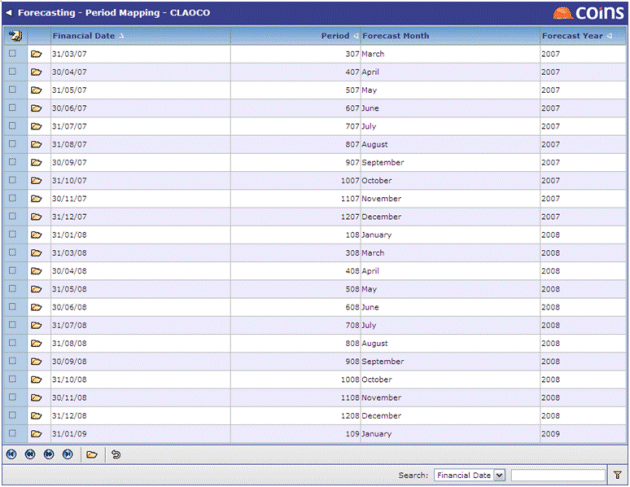 Forecasting - Period Mapping - CLAOCO
coins
Financial Date Period Forecast Month Forecast Year
31/03/07 307 March 2007
30/04/07 407 April 2007
31/05/07 507 May 2007
30/06/07 607 June 2007
31/07/07 707 July 2007
31/08/07 807 August 2007
30/09/07 907 September 2007
31/10/07 1007 October 2007
30/11/07 1107 November 2007
31/12/07 1207 December 2007
31/01/08 108 January 2008
31/03/08 308 March 2008
30/04/08 408 April 2008
31/05/08 508 May 2008
30/06/08 608 June 2008
31/07/08 708 July 2008
31/08/08 808 August 2008
30/09/08 908 September 2008
31/10/08 1008 October 2008
30/11/08 1108 November 2008
31/12/08 1208 December 2008
31/01/09 109 January 2009
Search: Financial Date